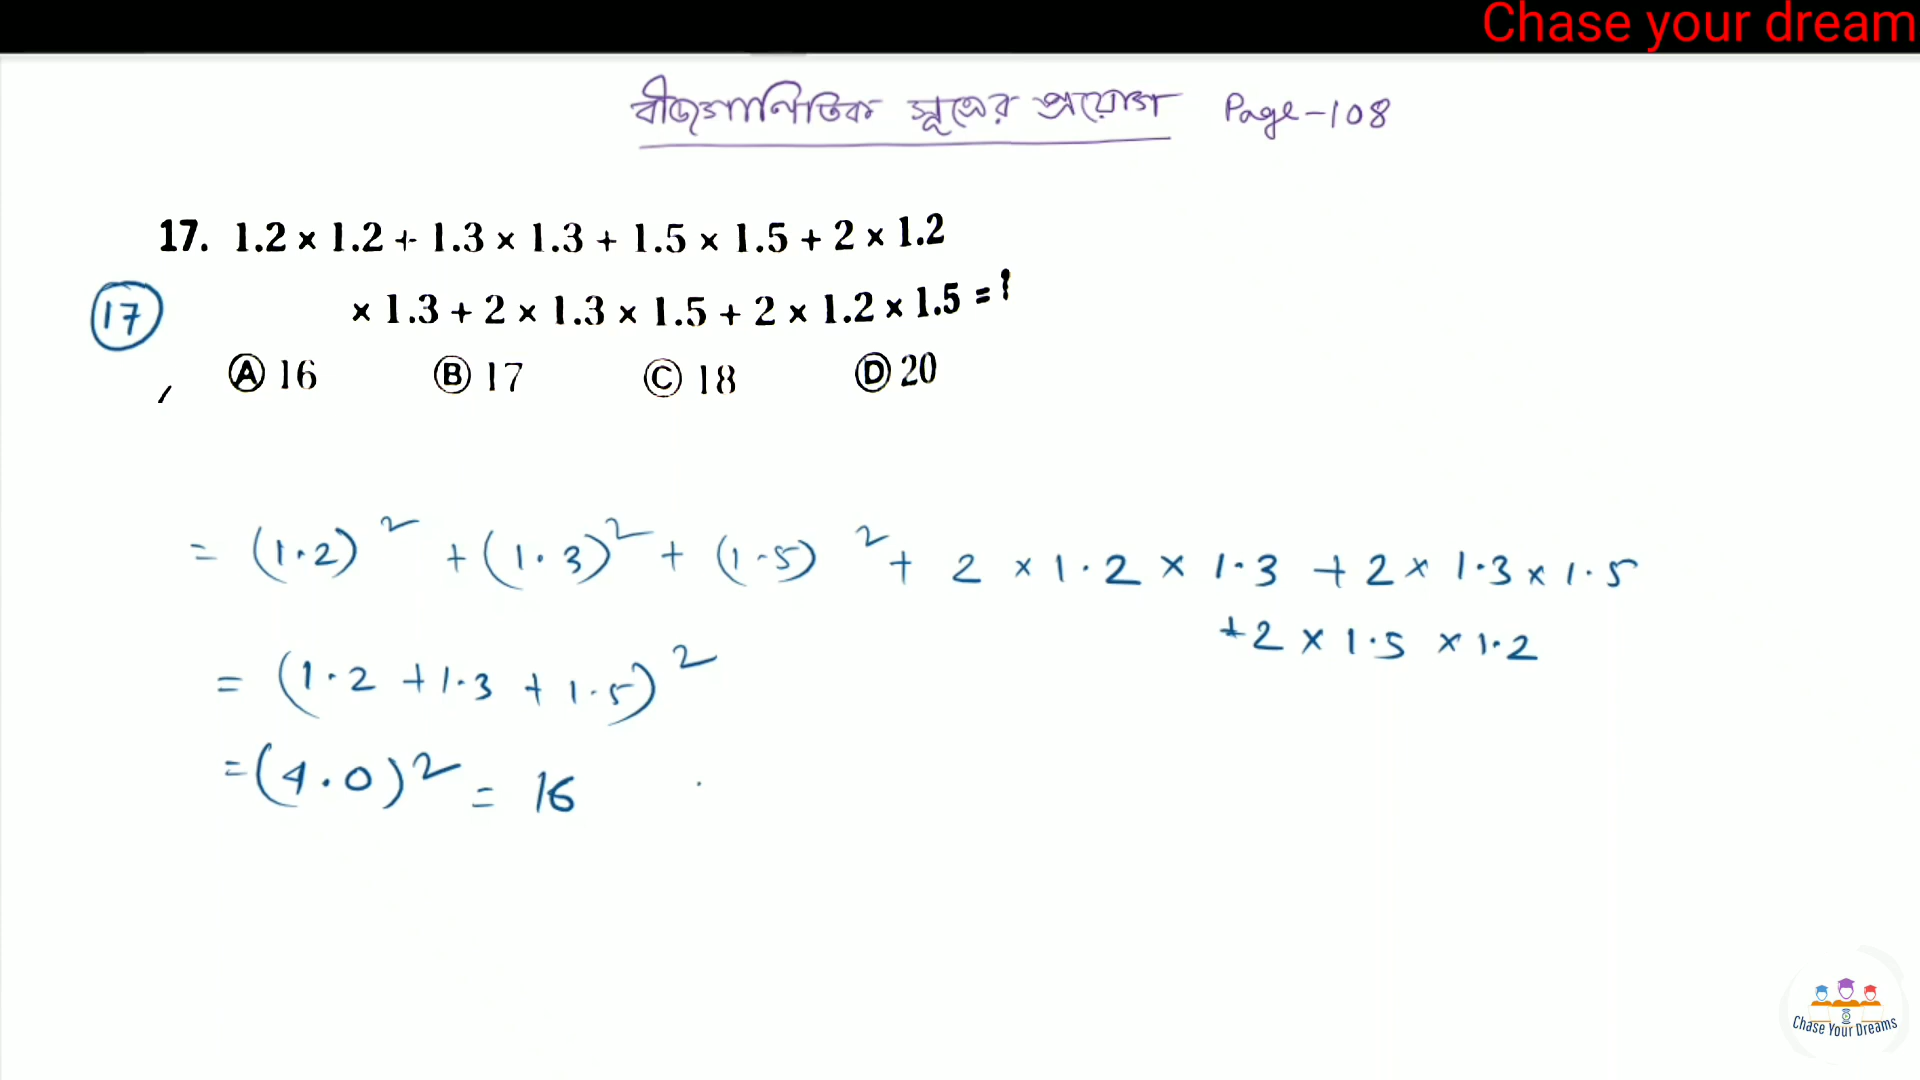 Chase your dream
বীজগাণিতিক সূত্রের প্রয়োগ Page-108
17. 1.2 × 1.2 + 1.3 × 1.3 + 1.5 × 1.5 + 2 × 1.2
× 1.3 + 2 × 1.3 × 1.5 + 2 × 1.2 × 1.5 = ?
17
Ⓐ 16 Ⓑ 17 Ⓒ 18 Ⓓ 20
= (1.2)² + (1.3)² + (1.5)² + 2 × 1.2 × 1.3 + 2 × 1.3 × 1.5
+2 × 1.5 × 1.2
= (1.2 + 1.3 + 1.5)²
= (4.0)² = 16
Chase Your Dreams